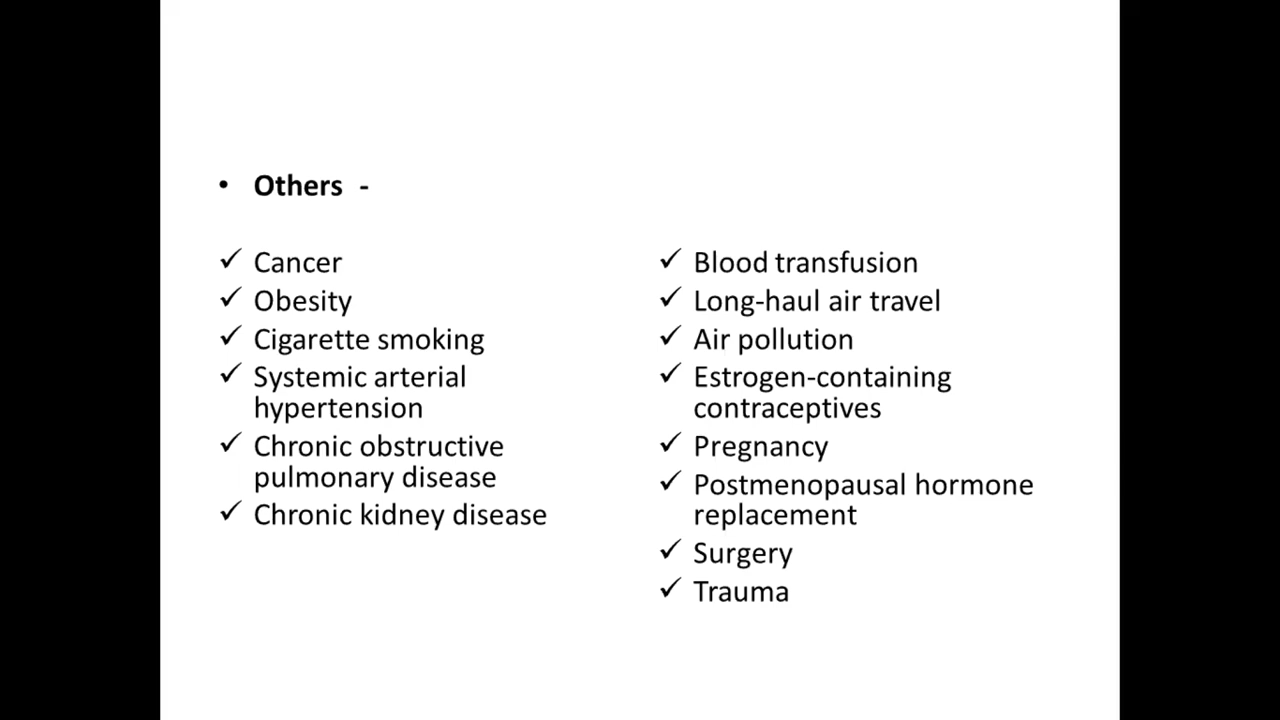 • Others -
✓ Cancer
✓ Obesity
✓ Cigarette smoking
✓ Systemic arterial
hypertension
✓ Chronic obstructive
pulmonary disease
✓ Chronic kidney disease
✓ Blood transfusion
✓ Long-haul air travel
✓ Air pollution
✓ Estrogen-containing
contraceptives
✓ Pregnancy
✓ Postmenopausal hormone
replacement
✓ Surgery
✓ Trauma